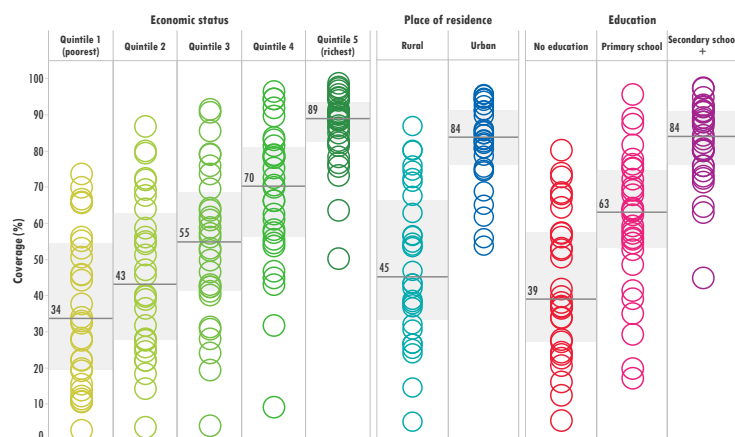 Economic status
Place of residence
Education
Quintile 1
(poorest)
Quintile 2
Quintile 3
Quintile 4
Quintile 5
(richest)
Rural
Urban
No education
Primary school
Secondary school
+
Coverage (%)
100
90
80
70
60
50
40
30
20
10
0
34
43
55
70
89
45
84
39
63
84